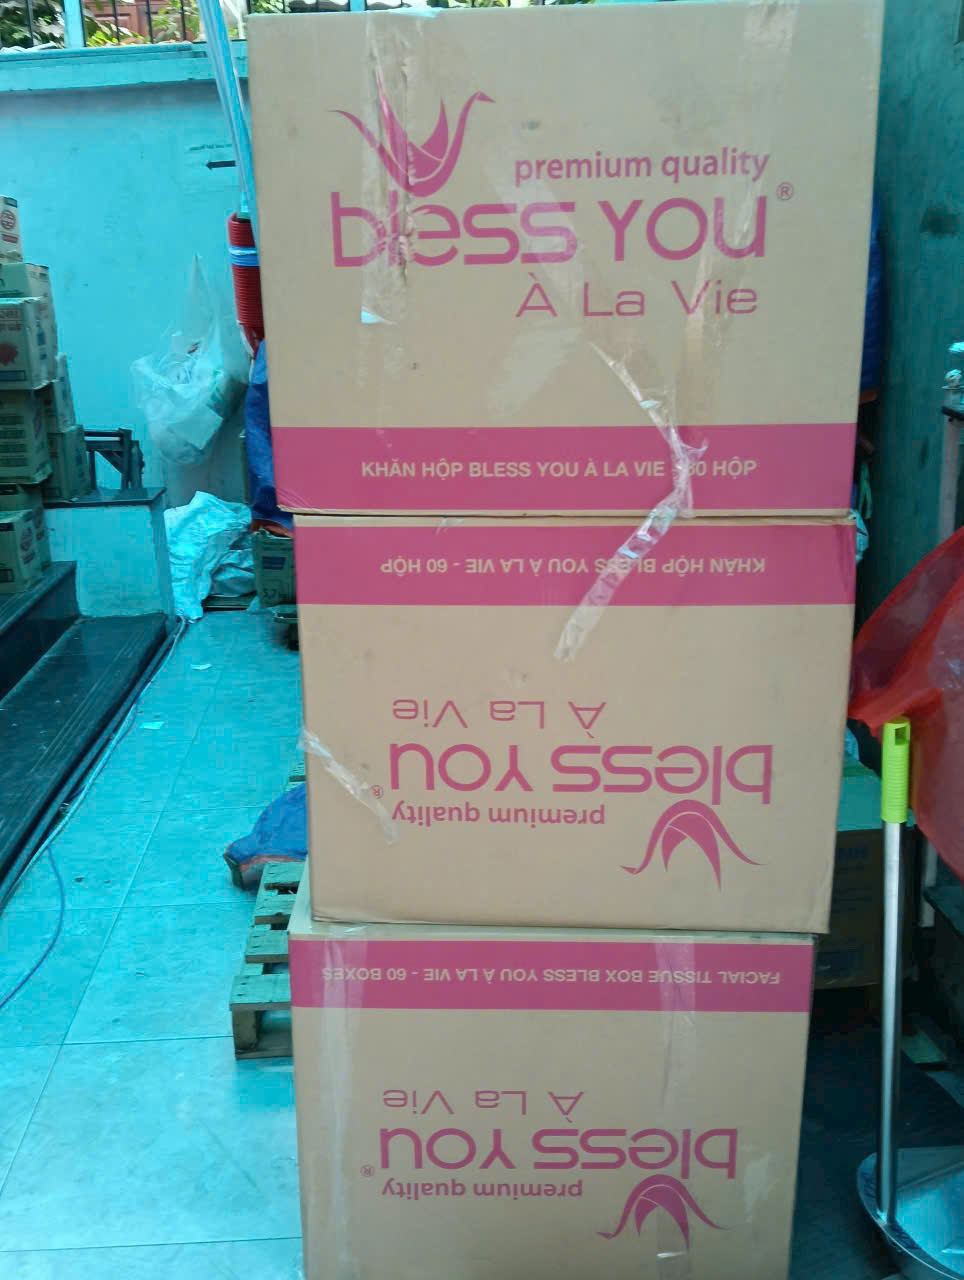 premium quality
bless you®
À La Vie
KHĂN HỘP BLESS YOU À LA VIE - 80 HỘP
KHĂN HỘP BLESS YOU À LA VIE - 60 HỘP
À La Vie
bless you®
premium quality
FACIAL TISSUE BOX BLESS YOU À LA VIE - 60 BOXES
À La Vie
bless you®
premium quality